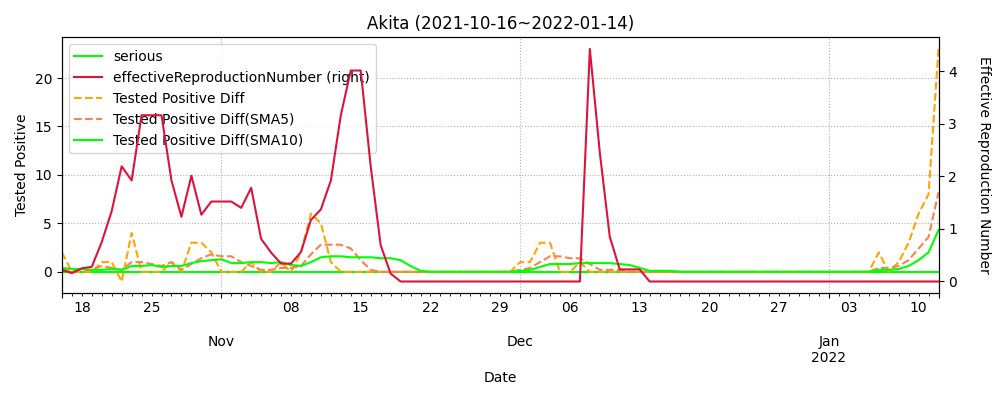 Akita (2021-10-16~2022-01-14)
serious
effectiveReproductionNumber (right)
Tested Positive Diff
Tested Positive Diff(SMA5)
Tested Positive Diff(SMA10)
Tested Positive
20
15
10
5
0
4
3
2
1
0
Effective Reproduction Number
18 25 08 15 22 29 06 13 20 27 03 10
Nov Dec Jan
2022
Date